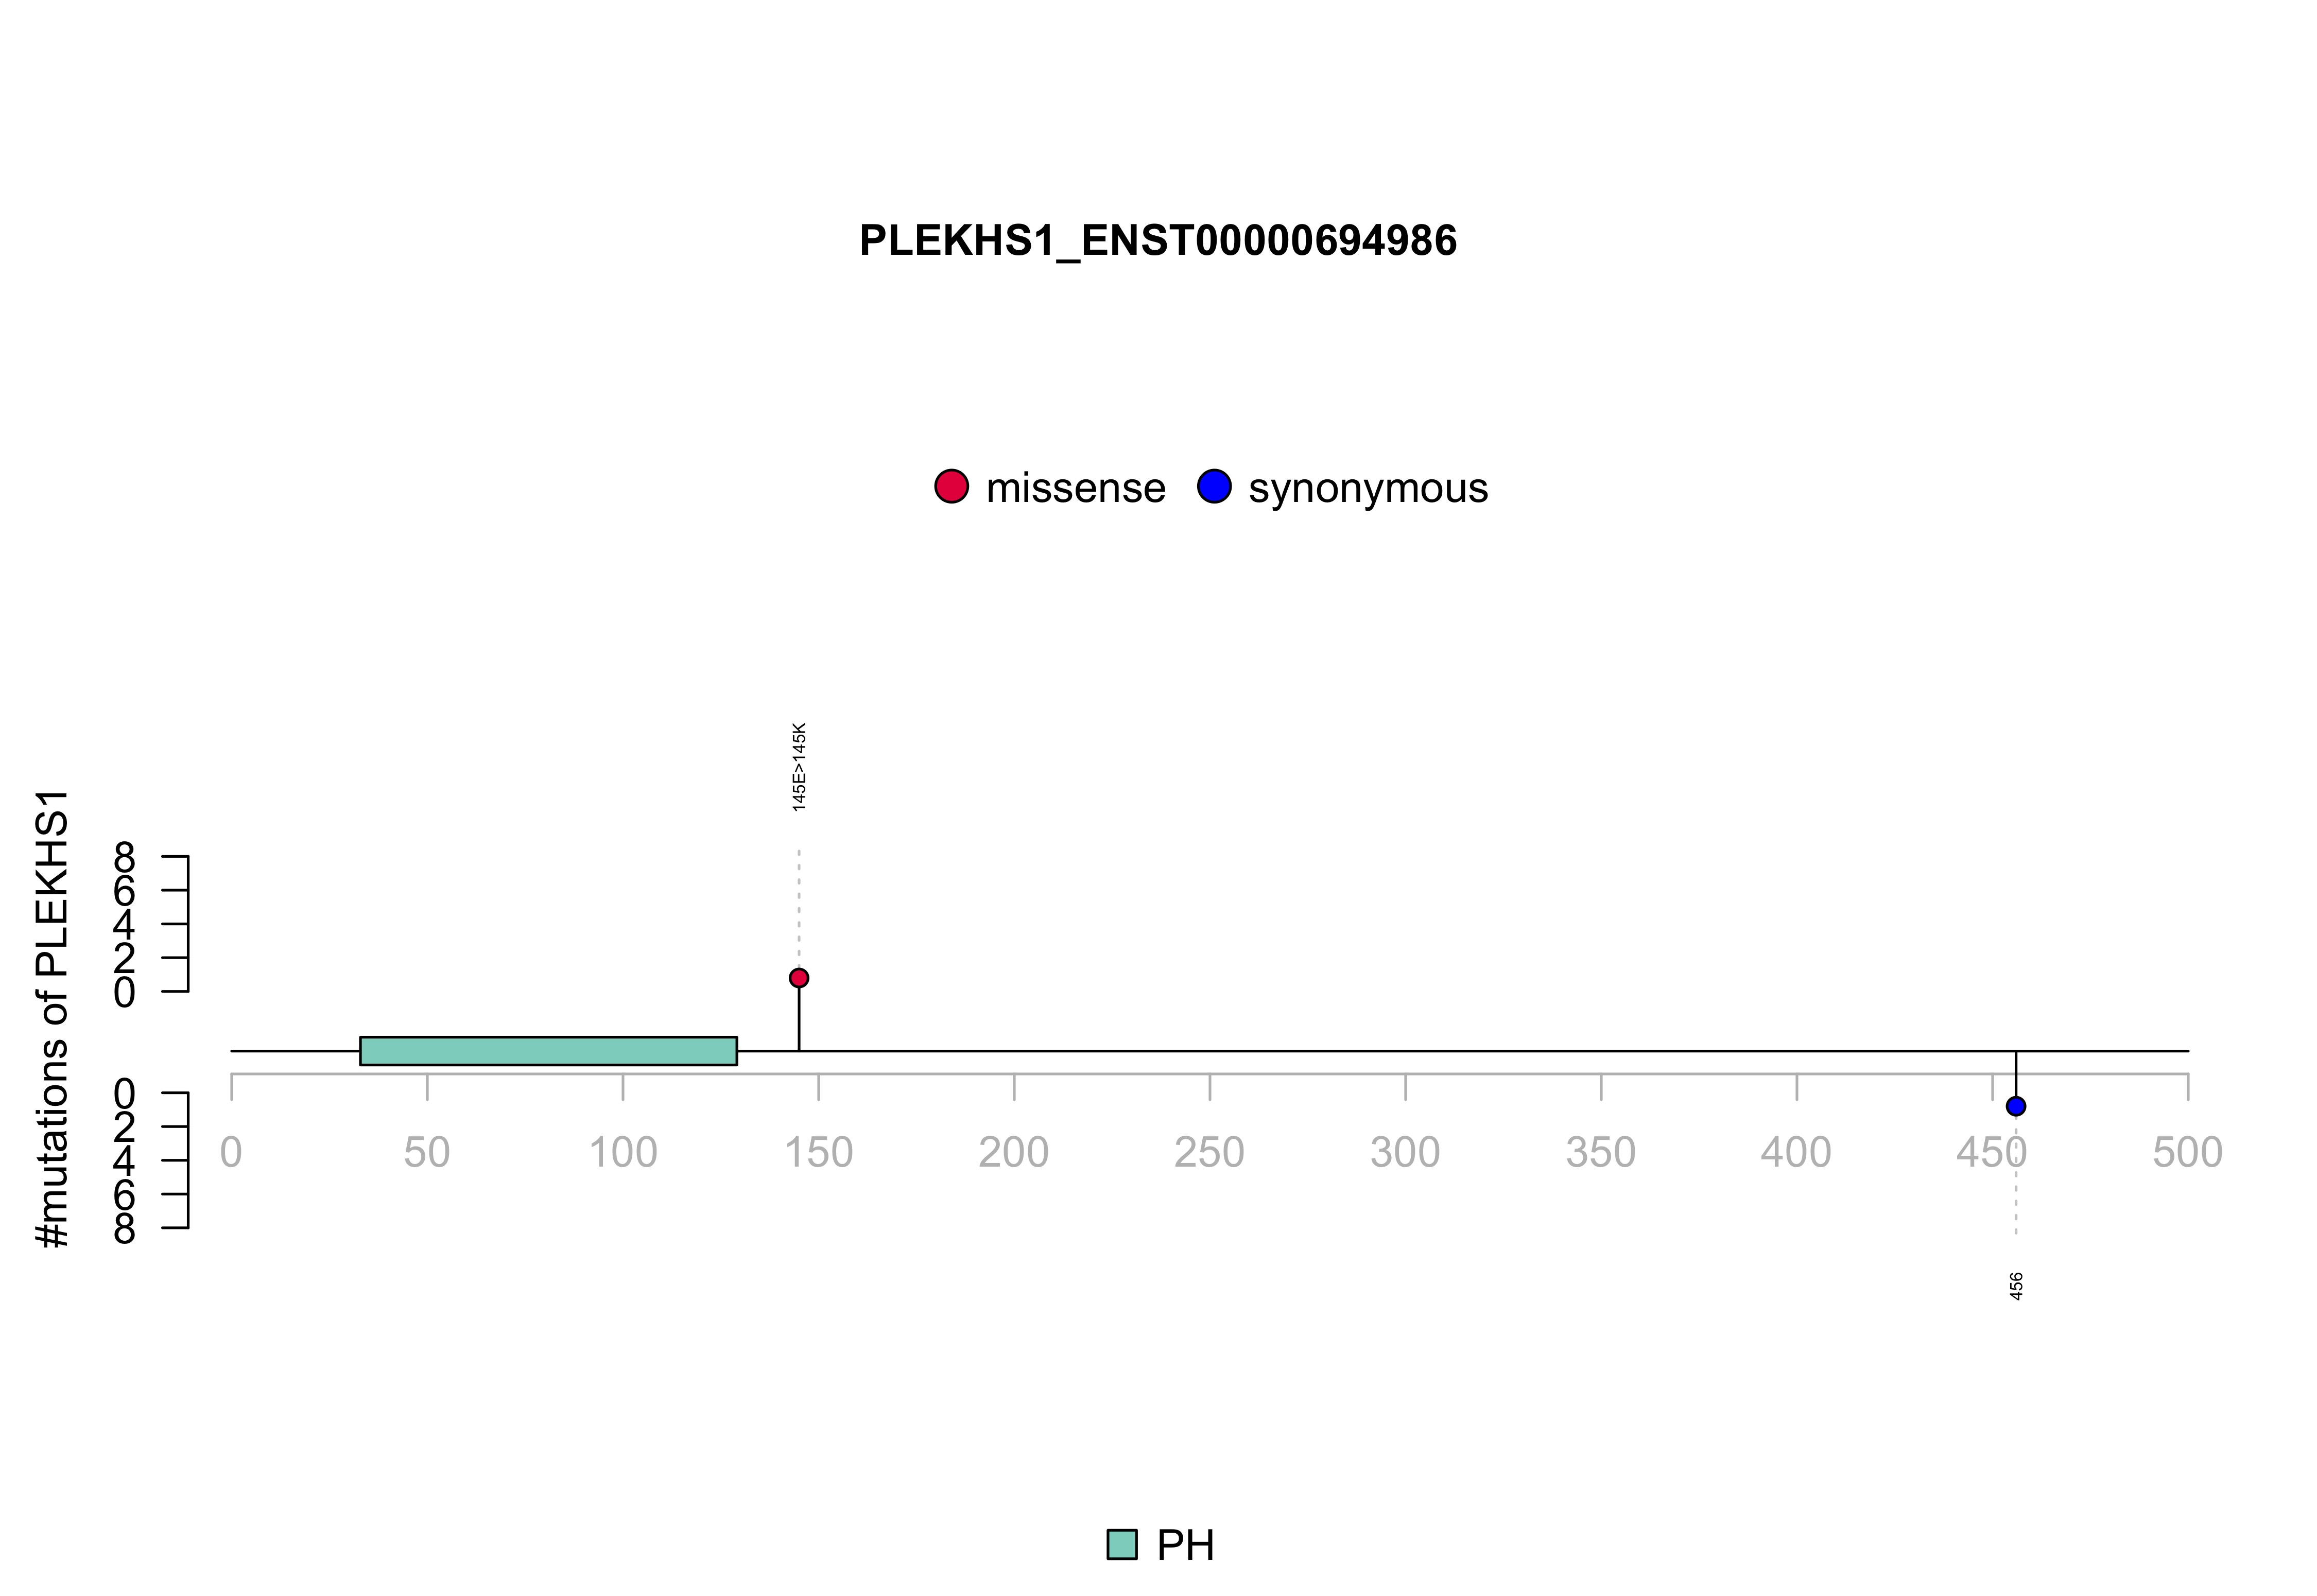 PLEKHS1_ENST00000694986
missense synonymous
145E>145K
#mutations of PLEKHS1
8
6
4
2
0
0
2
4
6
8
0 50 100 150 200 250 300 350 400 450 500
456
PH